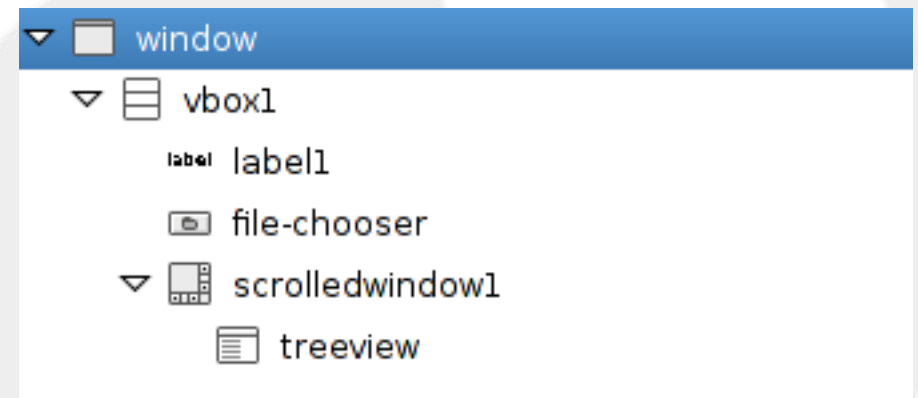 window
vbox1
label label1
file-chooser
scrolledwindow1
treeview